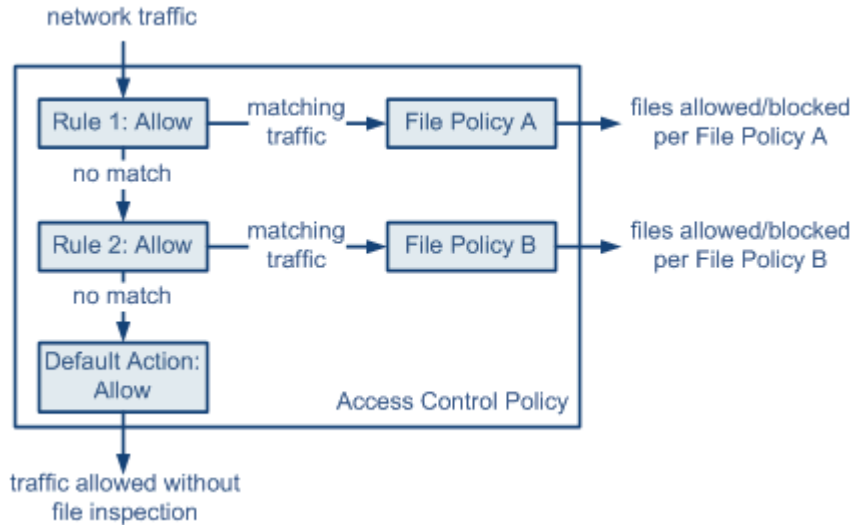 network traffic
Rule 1: Allow
matching
traffic
File Policy A
files allowed/blocked
per File Policy A
no match
Rule 2: Allow
matching
traffic
File Policy B
files allowed/blocked
per File Policy B
no match
Default Action:
Allow
Access Control Policy
traffic allowed without
file inspection